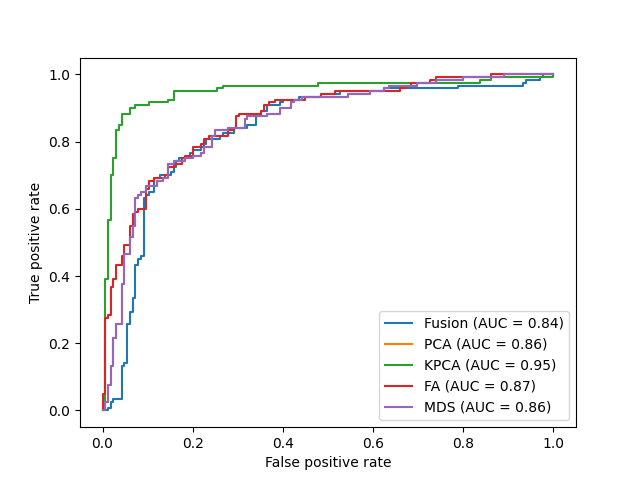 1.0
0.8
0.6
0.4
0.2
0.0
True positive rate
Fusion (AUC = 0.84)
PCA (AUC = 0.86)
KPCA (AUC = 0.95)
FA (AUC = 0.87)
MDS (AUC = 0.86)
0.0 0.2 0.4 0.6 0.8 1.0
False positive rate